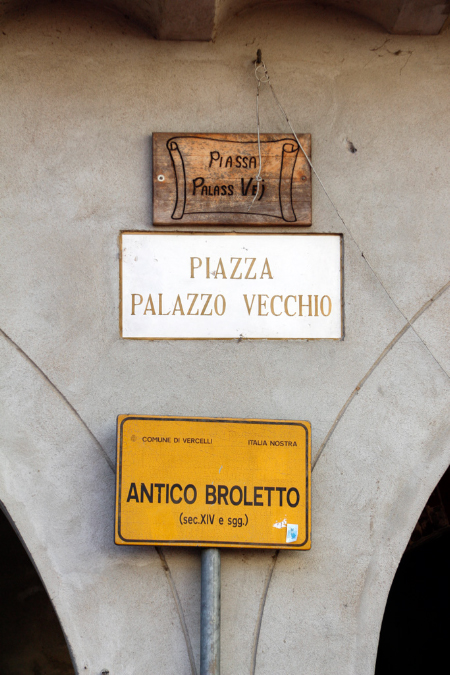 PIASSA
PALASS VEJ
PIAZZA
PALAZZO VECCHIO
COMUNE DI VERCELLI ITALIA NOSTRA
ANTICO BROLETTO
(sec.XIV e sgg.)